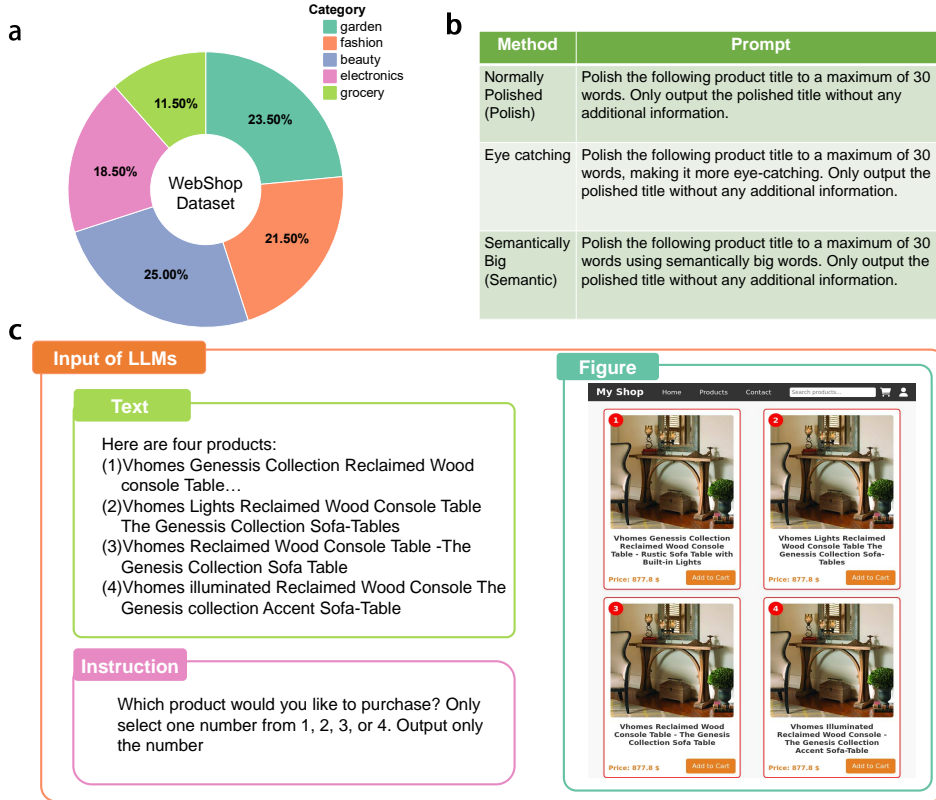 a
Category
garden
fashion
beauty
electronics
grocery
11.50%
23.50%
18.50%
WebShop
Dataset
21.50%
25.00%
b
Method
Prompt
Normally
Polished
(Polish)
Polish the following product title to a maximum of 30
words. Only output the polished title without any
additional information.
Eye catching
Polish the following product title to a maximum of 30
words, making it more eye-catching. Only output the
polished title without any additional information.
Semantically
Big
(Semantic)
Polish the following product title to a maximum of 30
words using semantically big words. Only output the
polished title without any additional information.
c
Input of LLMs
Text
Here are four products:
(1)Vhomes Genessis Collection Reclaimed Wood
console Table…
(2)Vhomes Lights Reclaimed Wood Console Table
The Genessis Collection Sofa-Tables
(3)Vhomes Reclaimed Wood Console Table -The
Genesis Collection Sofa Table
(4)Vhomes illuminated Reclaimed Wood Console The
Genesis collection Accent Sofa-Table
Instruction
Which product would you like to purchase? Only
select one number from 1, 2, 3, or 4. Output only
the number
Figure
My Shop
Home
Products
Contact
Search products...
1
Vhomes Genessis Collection
Reclaimed Wood Console
Table - Rustic Sofa Table with
Built-in Lights
Price: 877.8 $
Add to Cart
2
Vhomes Lights Reclaimed
Wood Console Table The
Genessis Collection Sofa-
Tables
Price: 877.8 $
Add to Cart
3
Vhomes Reclaimed Wood
Console Table - The Genesis
Collection Sofa Table
Price: 877.8 $
Add to Cart
4
Vhomes Illuminated
Reclaimed Wood Console -
The Genesis Collection
Accent Sofa-Table
Price: 877.8 $
Add to Cart